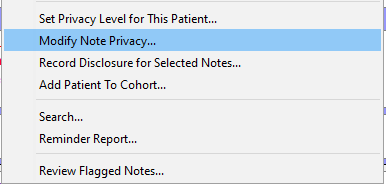 Set Privacy Level for This Patient...
Modify Note Privacy...
Record Disclosure for Selected Notes...
Add Patient To Cohort...
Search...
Reminder Report...
Review Flagged Notes...